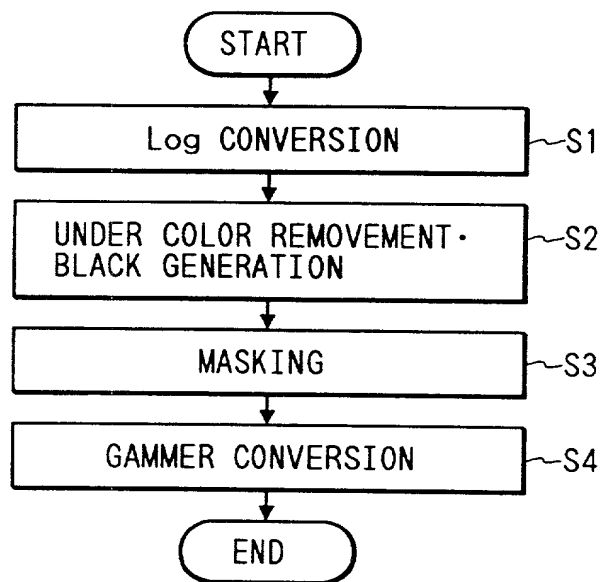 START
Log CONVERSION
S1
UNDER COLOR REMOVEMENT·
BLACK GENERATION
S2
MASKING
S3
GAMMER CONVERSION
S4
END